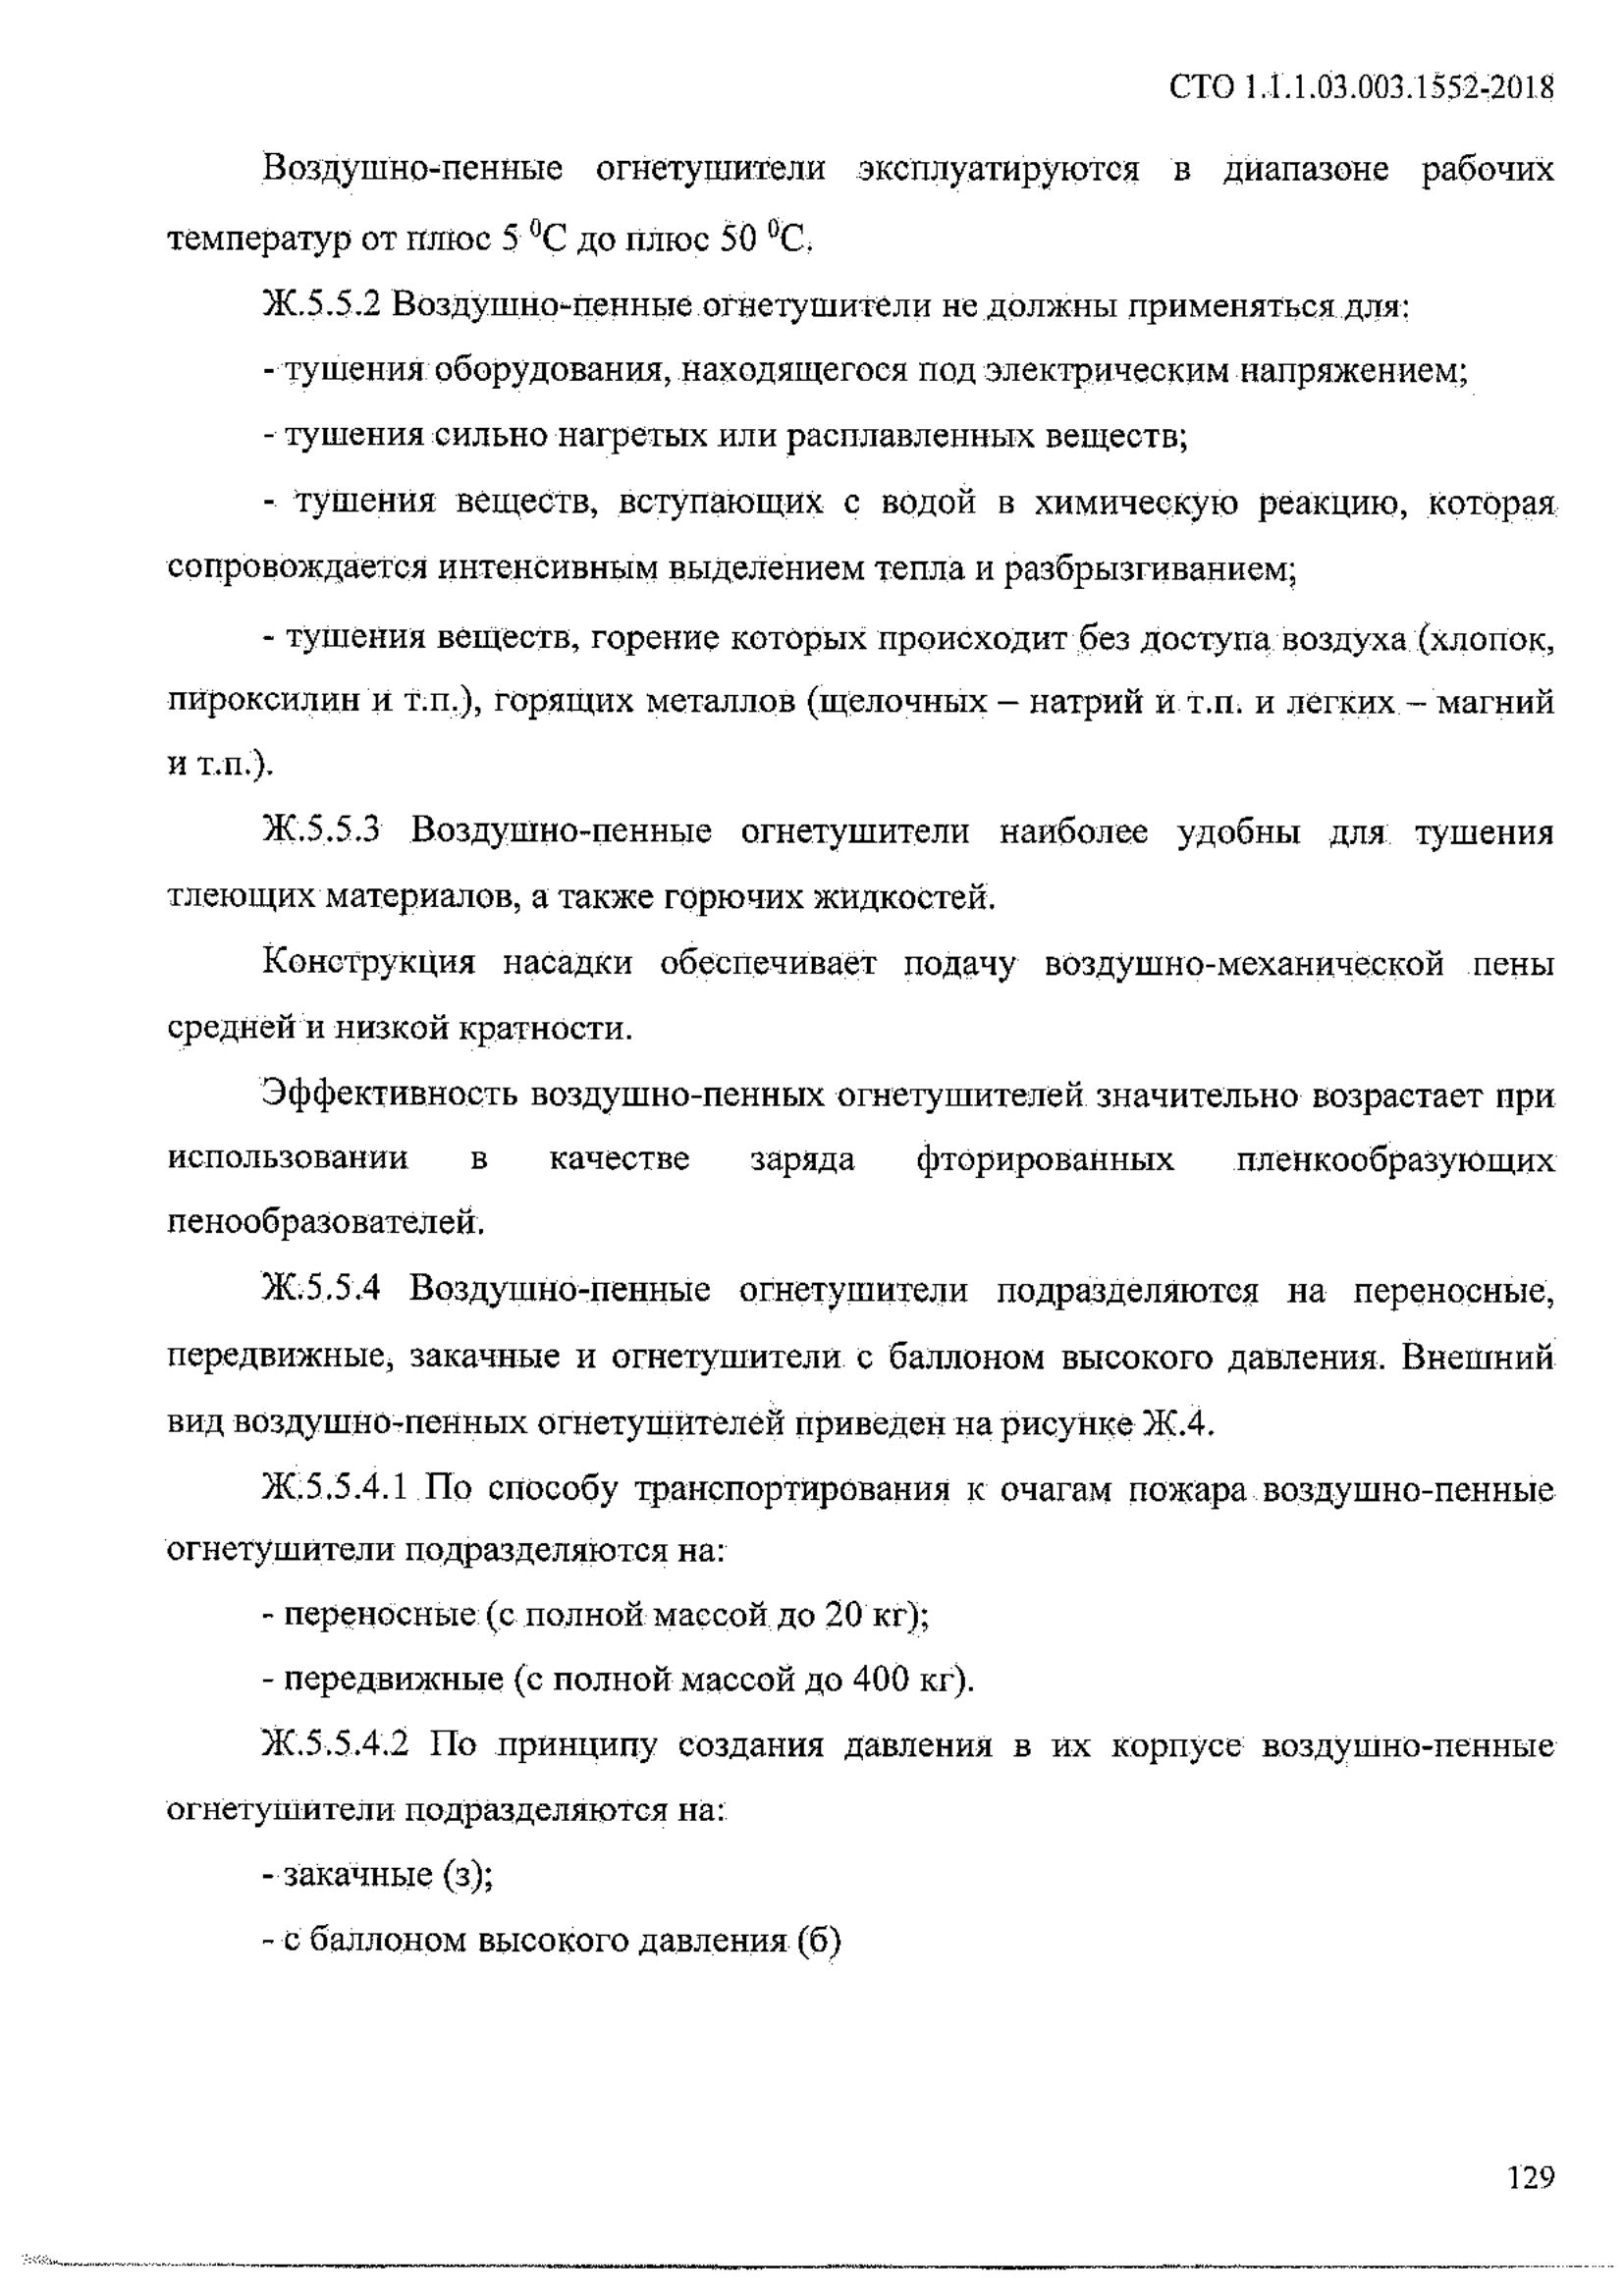 СТО 1.1.1.03.003.1552-2018
Воздушно-пенные огнетушители эксплуатируются в диапазоне рабочих
температур от плюс 5 ⁰С до плюс 50 ⁰С.
Ж.5.5.2 Воздушно-пенные огнетушители не должны применяться для:
- тушения оборудования, находящегося под электрическим напряжением;
- тушения сильно нагретых или расплавленных веществ;
- тушения веществ, вступающих с водой в химическую реакцию, которая
сопровождается интенсивным выделением тепла и разбрызгиванием;
- тушения веществ, горение которых происходит без доступа воздуха (хлопок,
пироксилин и т.п.), горящих металлов (щелочных – натрий и т.п. и легких – магний
и т.п.).
Ж.5.5.3 Воздушно-пенные огнетушители наиболее удобны для тушения
тлеющих материалов, а также горючих жидкостей.
Конструкция насадки обеспечивает подачу воздушно-механической пены
средней и низкой кратности.
Эффективность воздушно-пенных огнетушителей значительно возрастает при
использовании в качестве заряда фторированных пленкообразующих
пенообразователей.
Ж.5.5.4 Воздушно-пенные огнетушители подразделяются на переносные,
передвижные, закачные и огнетушители с баллоном высокого давления. Внешний
вид воздушно-пенных огнетушителей приведен на рисунке Ж.4.
Ж.5.5.4.1 По способу транспортирования к очагам пожара воздушно-пенные
огнетушители подразделяются на:
- переносные (с полной массой до 20 кг);
- передвижные (с полной массой до 400 кг).
Ж.5.5.4.2 По принципу создания давления в их корпусе воздушно-пенные
огнетушители подразделяются на:
- закачные (з);
- с баллоном высокого давления (б)
129